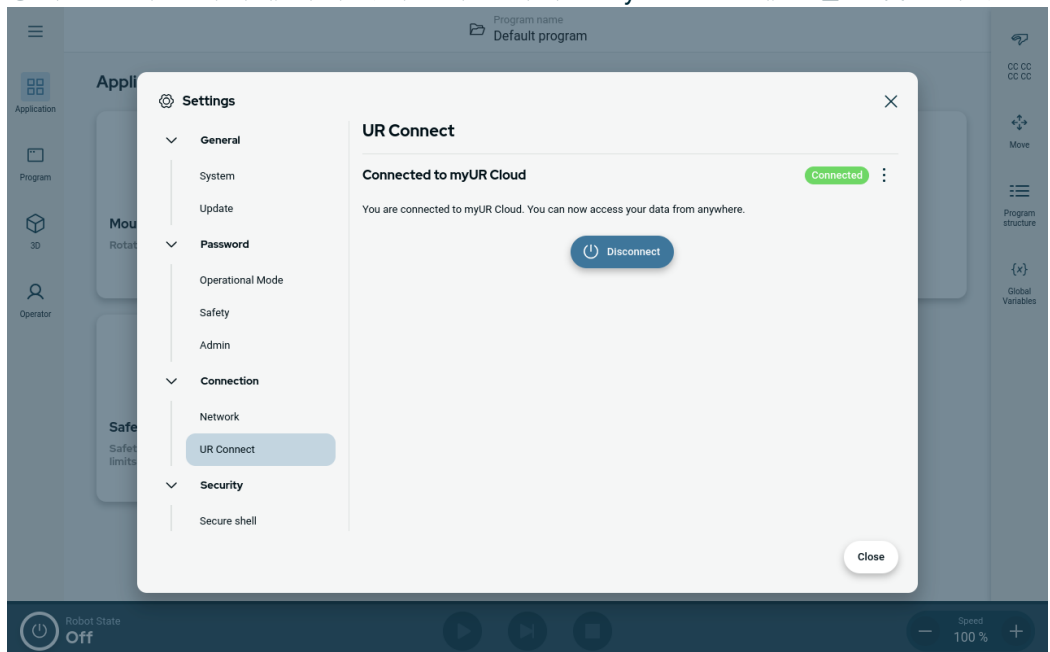 Program name
Default program
CC CC
CC CC
Application
Program
3D
Operator
Move
Program
structure
{x}
Global
Variables
Appli
Mou
Rotat
Safe
Safet
limits
Settings
General
System
Update
Password
Operational Mode
Safety
Admin
Connection
Network
UR Connect
Security
Secure shell
UR Connect
Connected to myUR Cloud
Connected
You are connected to myUR Cloud. You can now access your data from anywhere.
Disconnect
Close
Robot State
Off
Speed
100 %